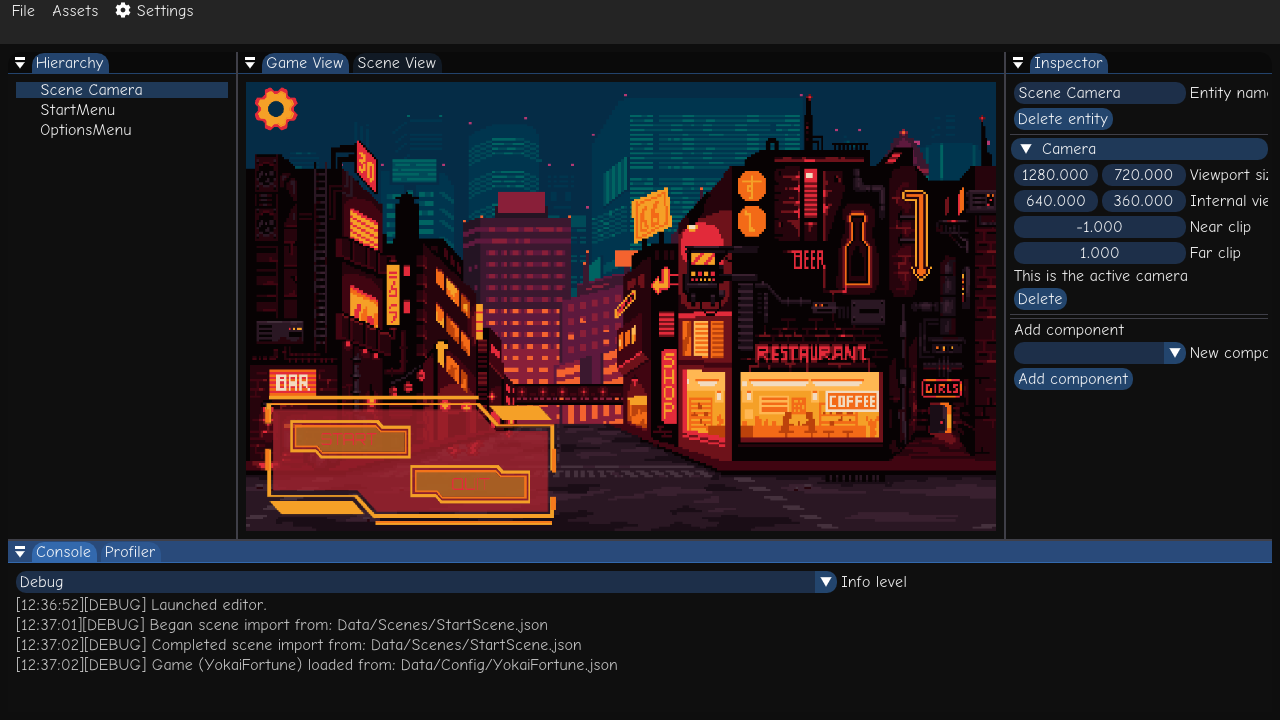 File Assets Settings
Hierarchy
Scene Camera
StartMenu
OptionsMenu
Game View Scene View
BAR
BEER
RESTAURANT
COFFEE
SHOP
GIRLS
START
OUT
Inspector
Scene Camera Entity name
Delete entity
Camera
1280.000 720.000 Viewport siz
640.000 360.000 Internal vie
-1.000 Near clip
1.000 Far clip
This is the active camera
Delete
Add component
New compo
Add component
Console Profiler
Debug Info level
[12:36:52][DEBUG] Launched editor.
[12:37:01][DEBUG] Began scene import from: Data/Scenes/StartScene.json
[12:37:02][DEBUG] Completed scene import from: Data/Scenes/StartScene.json
[12:37:02][DEBUG] Game (YokaiFortune) loaded from: Data/Config/YokaiFortune.json